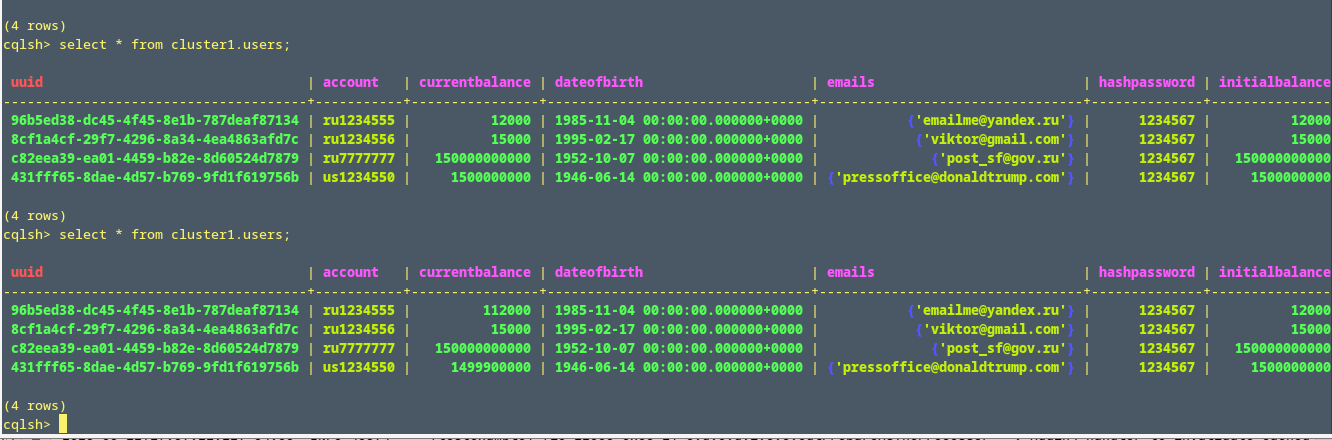 (4 rows)
cqlsh> select * from cluster1.users;
uuid | account | currentbalance | dateofbirth | emails | hashpassword | initialbalance
--------------------------------------+-----------+----------------+---------------------------------+---------------------------------+--------------+---------------
96b5ed38-dc45-4f45-8e1b-787deaf87134 | ru1234555 | 12000 | 1985-11-04 00:00:00.000000+0000 | {'emailme@yandex.ru'} | 1234567 | 12000
8cf1a4cf-29f7-4296-8a34-4ea4863afd7c | ru1234556 | 15000 | 1995-02-17 00:00:00.000000+0000 | {'viktor@gmail.com'} | 1234567 | 15000
c82eea39-ea01-4459-b82e-8d60524d7879 | ru7777777 | 150000000000 | 1952-10-07 00:00:00.000000+0000 | {'post_sf@gov.ru'} | 1234567 | 150000000000
431fff65-8dae-4d57-b769-9fd1f619756b | us1234550 | 1500000000 | 1946-06-14 00:00:00.000000+0000 | {'pressoffice@donaldtrump.com'} | 1234567 | 1500000000
(4 rows)
cqlsh> select * from cluster1.users;
uuid | account | currentbalance | dateofbirth | emails | hashpassword | initialbalance
--------------------------------------+-----------+----------------+---------------------------------+---------------------------------+--------------+---------------
96b5ed38-dc45-4f45-8e1b-787deaf87134 | ru1234555 | 112000 | 1985-11-04 00:00:00.000000+0000 | {'emailme@yandex.ru'} | 1234567 | 12000
8cf1a4cf-29f7-4296-8a34-4ea4863afd7c | ru1234556 | 15000 | 1995-02-17 00:00:00.000000+0000 | {'viktor@gmail.com'} | 1234567 | 15000
c82eea39-ea01-4459-b82e-8d60524d7879 | ru7777777 | 150000000000 | 1952-10-07 00:00:00.000000+0000 | {'post_sf@gov.ru'} | 1234567 | 150000000000
431fff65-8dae-4d57-b769-9fd1f619756b | us1234550 | 1499900000 | 1946-06-14 00:00:00.000000+0000 | {'pressoffice@donaldtrump.com'} | 1234567 | 1500000000
(4 rows)
cqlsh>